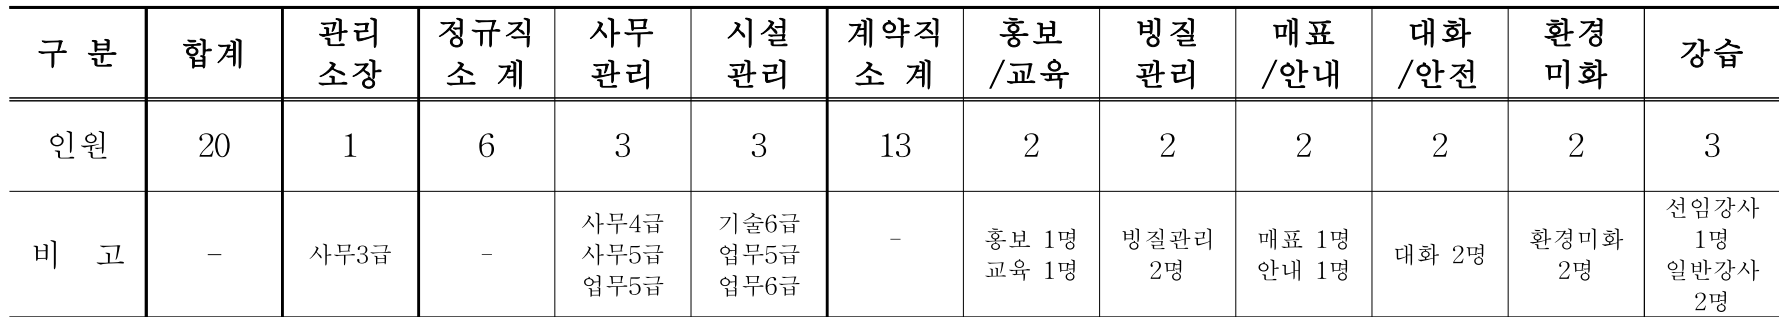 구 분 합계 관리 소장 정규직 소 계 사무 관리 시설 관리 계약직 소 계 홍보 /교육 빙질 관리 매표 /안내 대화 /안전 환경 미화 강습
인원 20 1 6 3 3 13 2 2 2 2 2 3
비 고 - 사무3급 - 사무4급 사무5급 업무5급 기술6급 업무5급 업무6급 - 홍보 1명 교육 1명 빙질관리 2명 매표 1명 안내 1명 대화 2명 환경미화 2명 선임강사 1명 일반강사 2명